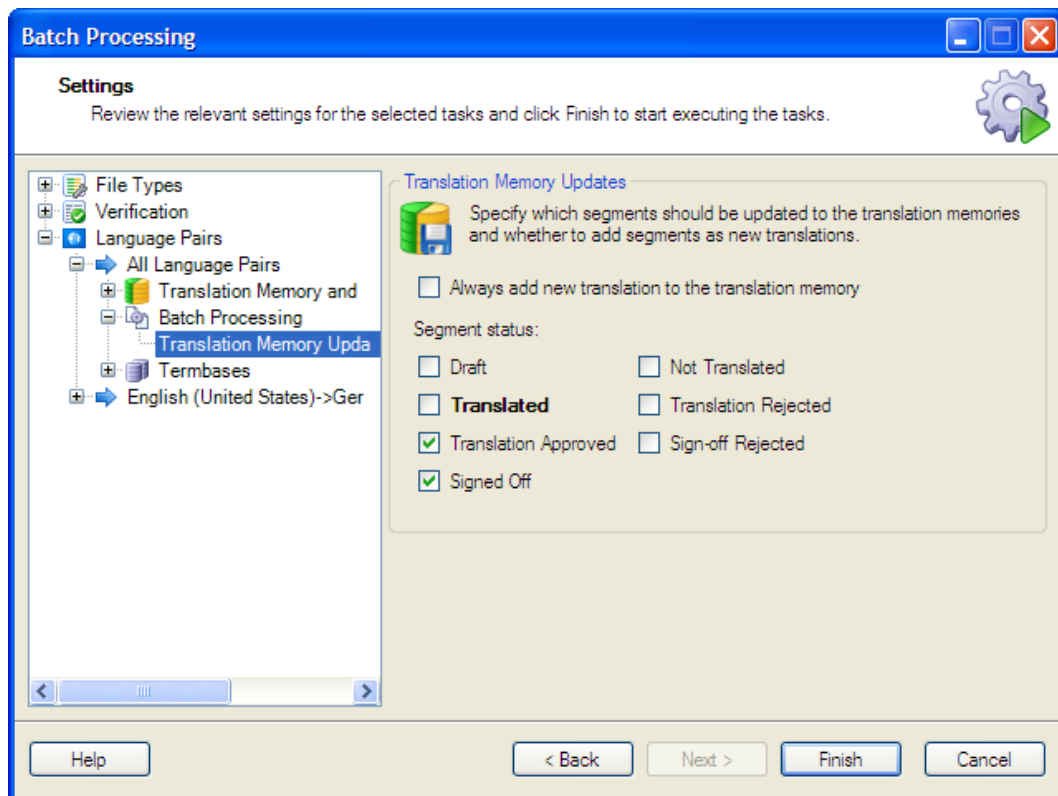 Batch Processing
Settings
Review the relevant settings for the selected tasks and click Finish to start executing the tasks.
File Types
Verification
Language Pairs
All Language Pairs
Translation Memory and
Batch Processing
Translation Memory Upda
Termbases
English (United States)->Ger
Translation Memory Updates
Specify which segments should be updated to the translation memories
and whether to add segments as new translations.
Always add new translation to the translation memory
Segment status:
Draft
Not Translated
Translated
Translation Rejected
Translation Approved
Sign-off Rejected
Signed Off
Help
< Back
Next >
Finish
Cancel